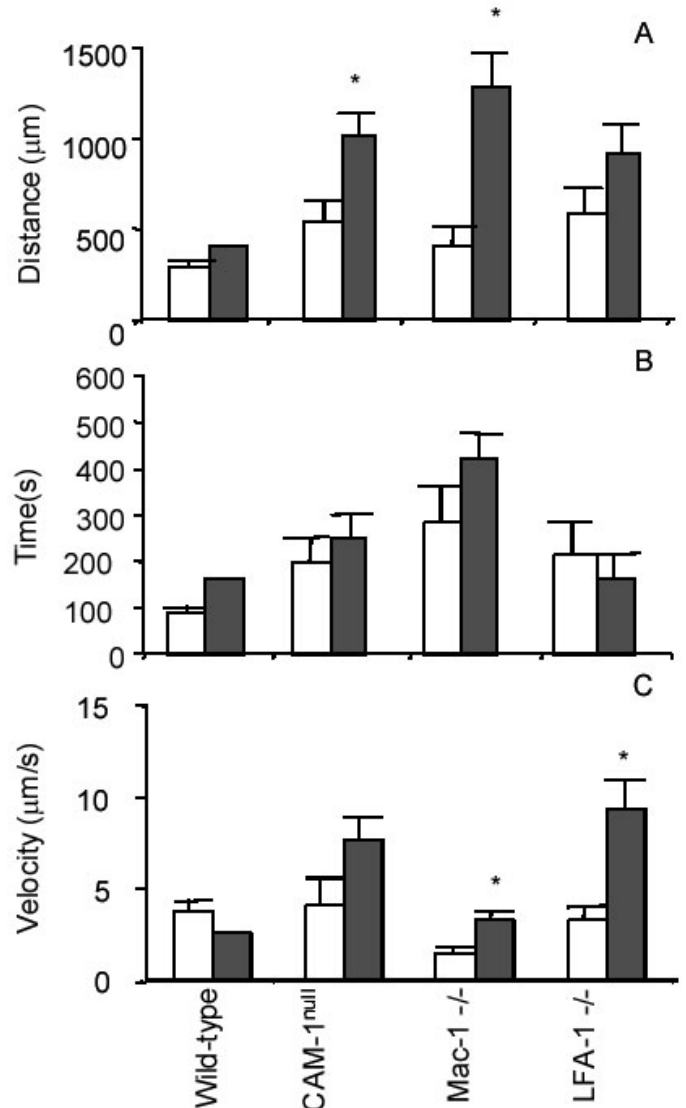 A
*
*
1500
1000
500
0
Distance (μm)
B
600
500
400
300
200
100
0
Time(s)
C
15
10
5
0
Velocity (μm/s)
*
*
Wild-type
CAM-1null
Mac-1 -/-
LFA-1 -/-